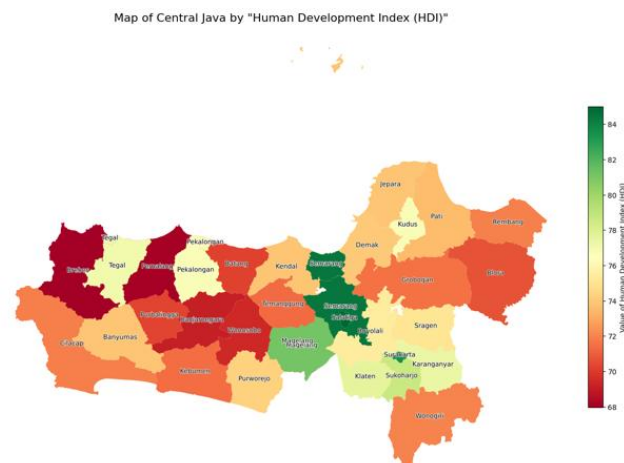 Map of Central Java by "Human Development Index (HDI)"
Jepara
Kudus
Pati
Rembang
Tegal
Pekalongan
Demak
Brebes
Tegal
Pemalang
Pekalongan
Batang
Kendal
Semarang
Grobogan
Blora
Purbalingga
Banjarnegara
Temanggung
Semarang
Salatiga
Cilacap
Banyumas
Wonosobo
Boyolali
Sragen
Magelang
Magelang
Surakarta
Karanganyar
Kebumen
Purworejo
Klaten
Sukoharjo
Wonogiri
84
82
80
78
76
74
72
70
68
Value of Human Development Index (HDI)